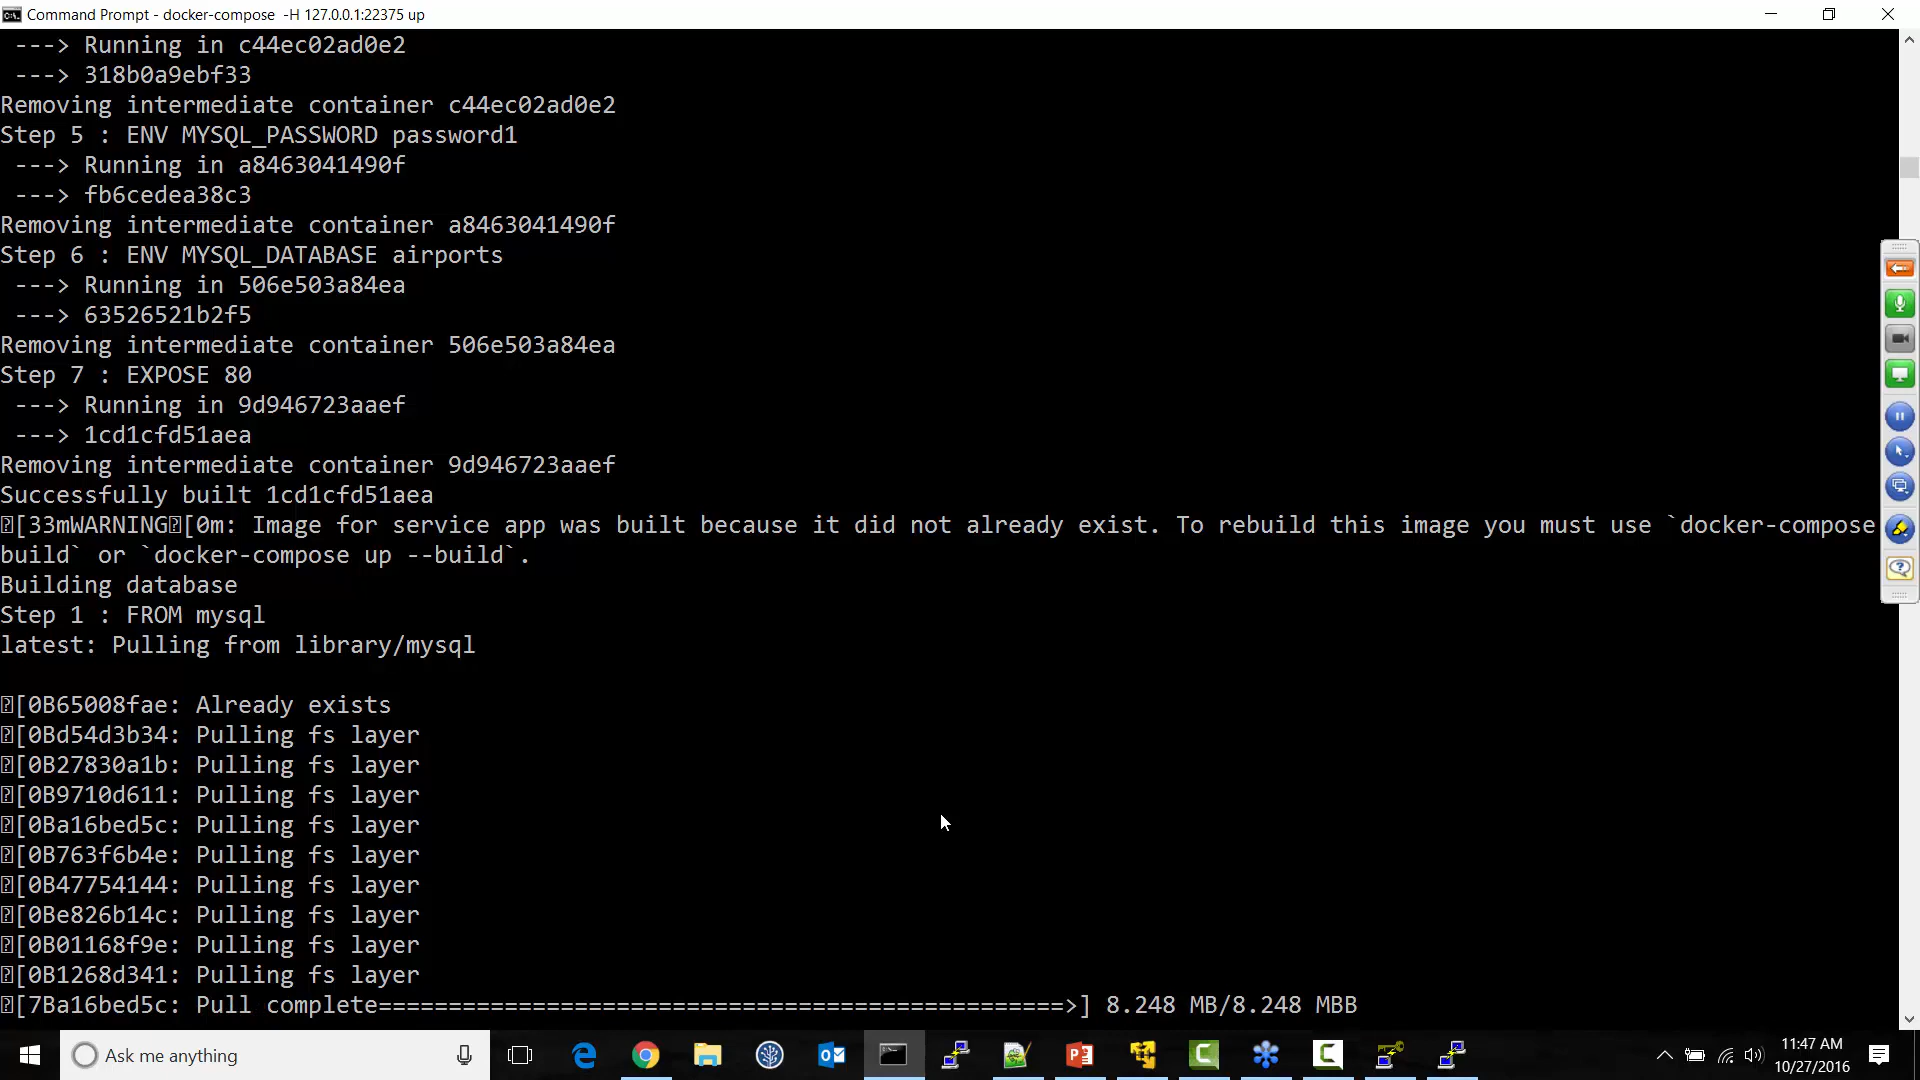 Command Prompt - docker-compose  -H 127.0.0.1:22375 up
 ---> Running in c44ec02ad0e2
 ---> 318b0a9ebf33
Removing intermediate container c44ec02ad0e2
Step 5 : ENV MYSQL_PASSWORD password1
 ---> Running in a8463041490f
 ---> fb6cedea38c3
Removing intermediate container a8463041490f
Step 6 : ENV MYSQL_DATABASE airports
 ---> Running in 506e503a84ea
 ---> 63526521b2f5
Removing intermediate container 506e503a84ea
Step 7 : EXPOSE 80
 ---> Running in 9d946723aaef
 ---> 1cd1cfd51aea
Removing intermediate container 9d946723aaef
Successfully built 1cd1cfd51aea
[33mWARNING[0m: Image for service app was built because it did not already exist. To rebuild this image you must use `docker-compose
build` or `docker-compose up --build`.
Building database
Step 1 : FROM mysql
latest: Pulling from library/mysql
[0B65008fae: Already exists
[0Bd54d3b34: Pulling fs layer
[0B27830a1b: Pulling fs layer
[0B9710d611: Pulling fs layer
[0Ba16bed5c: Pulling fs layer
[0B763f6b4e: Pulling fs layer
[0B47754144: Pulling fs layer
[0Be826b14c: Pulling fs layer
[0B01168f9e: Pulling fs layer
[0B1268d341: Pulling fs layer
[7Ba16bed5c: Pull complete=================================================>] 8.248 MB/8.248 MBB
Ask me anything
11:47 AM
10/27/2016